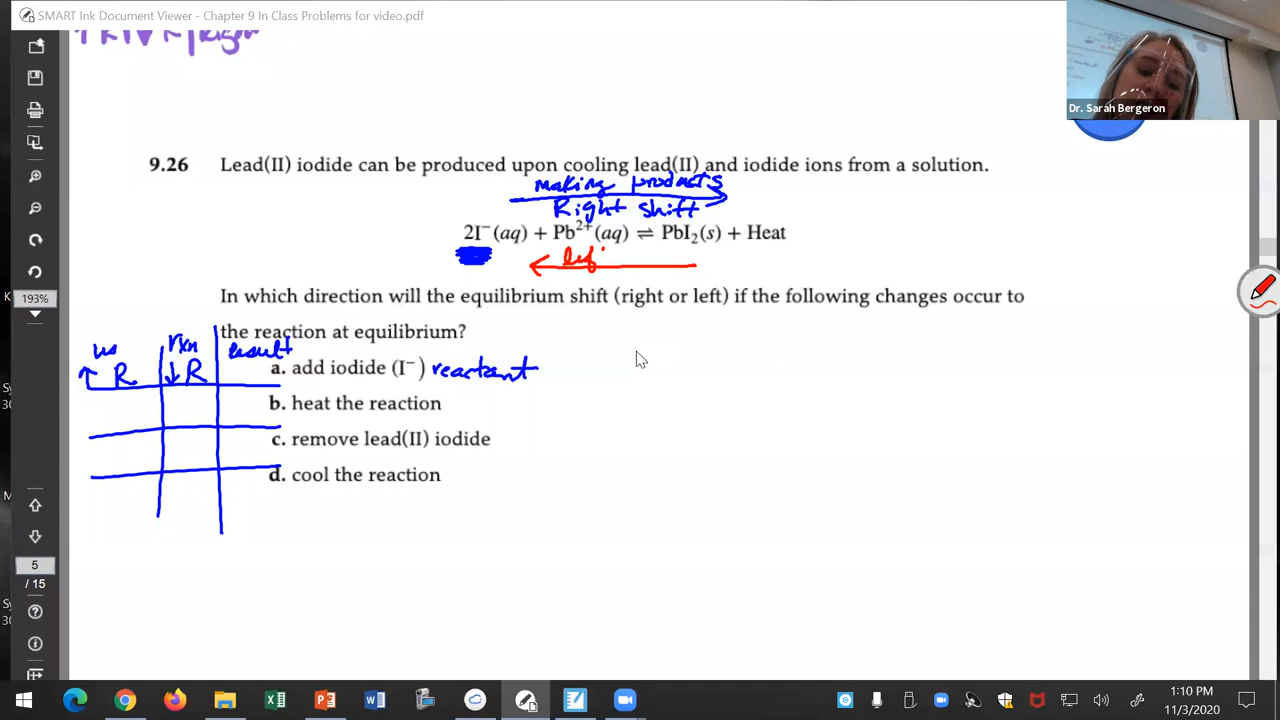 SMART Ink Document Viewer - Chapter 9 In Class Problems for video.pdf
Dr. Sarah Bergeron
9.26 Lead(II) iodide can be produced upon cooling lead(II) and iodide ions from a solution.
making products
Right shift
2I⁻(aq) + Pb²⁺(aq) ⇌ PbI₂(s) + Heat
In which direction will the equilibrium shift (right or left) if the following changes occur to
the reaction at equilibrium?
us rxn result
↑ R ↓ R
a. add iodide (I⁻) reactant
b. heat the reaction
c. remove lead(II) iodide
d. cool the reaction
193%
5
/ 15
1:10 PM
11/3/2020